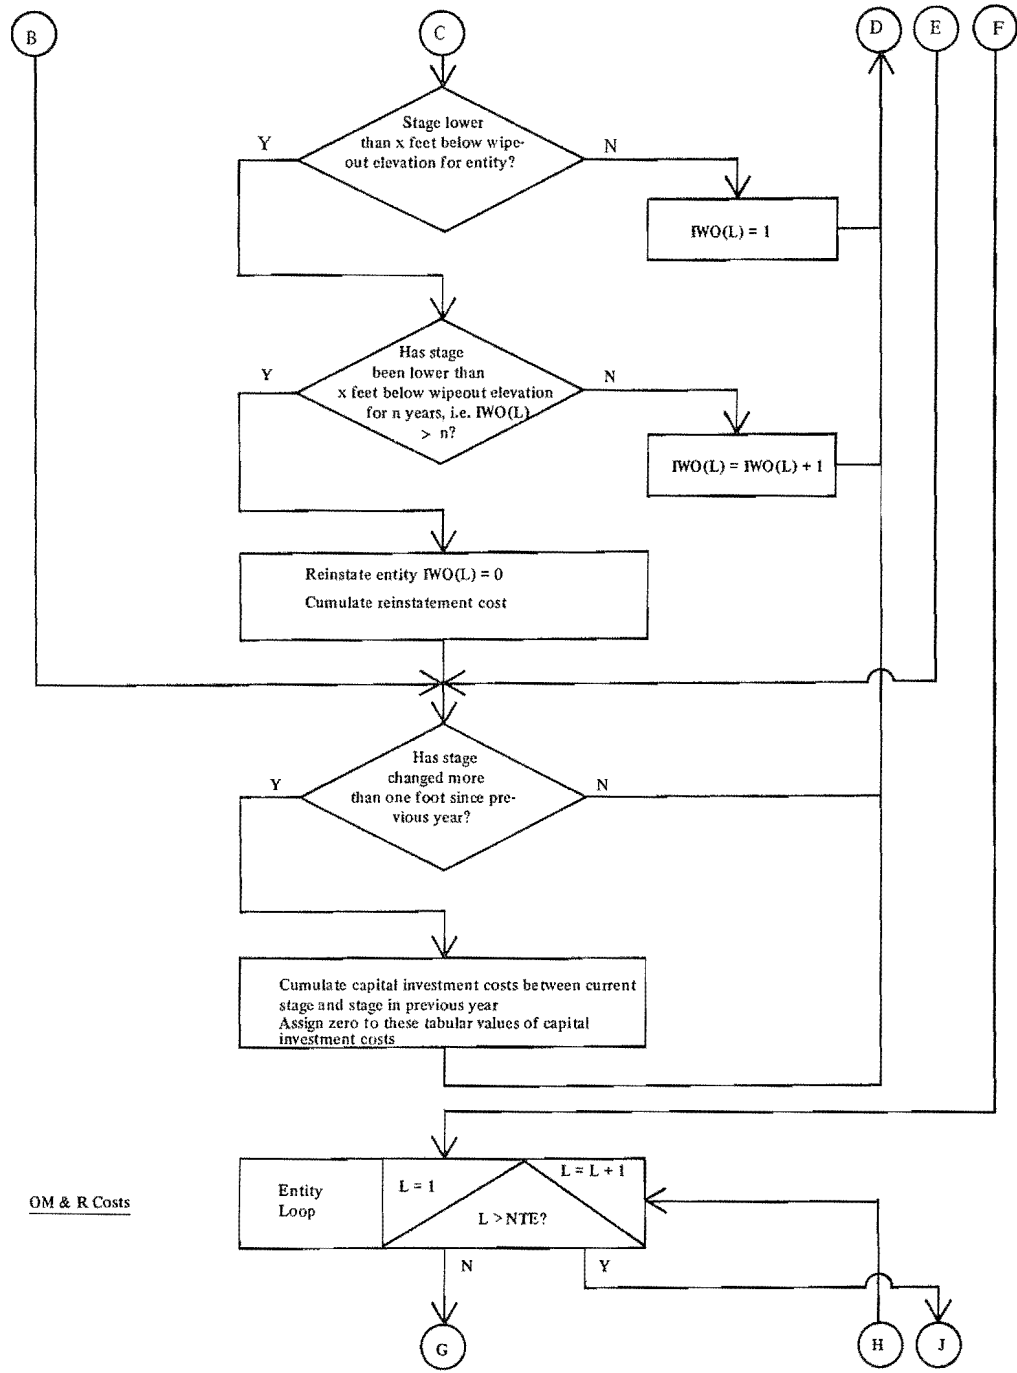 B
C
D
E
F
Stage lower
than x feet below wipe-
out elevation for entity?
Y
N
IWO(L) = 1
Has stage
been lower than
x feet below wipeout elevation
for n years, i.e. IWO(L)
> n?
Y
N
IWO(L) = IWO(L) + 1
Reinstate entity IWO(L) = 0
Cumulate reinstatement cost
Has stage
changed more
than one foot since pre-
vious year?
Y
N
Cumulate capital investment costs between current
stage and stage in previous year
Assign zero to these tabular values of capital
investment costs
OM & R Costs
Entity
Loop
L = 1
L = L + 1
L > NTE?
N
Y
G
H
J